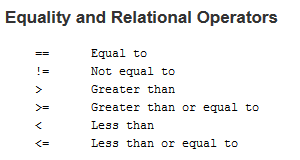 Equality and Relational Operators
== Equal to
!= Not equal to
> Greater than
>= Greater than or equal to
< Less than
<= Less than or equal to